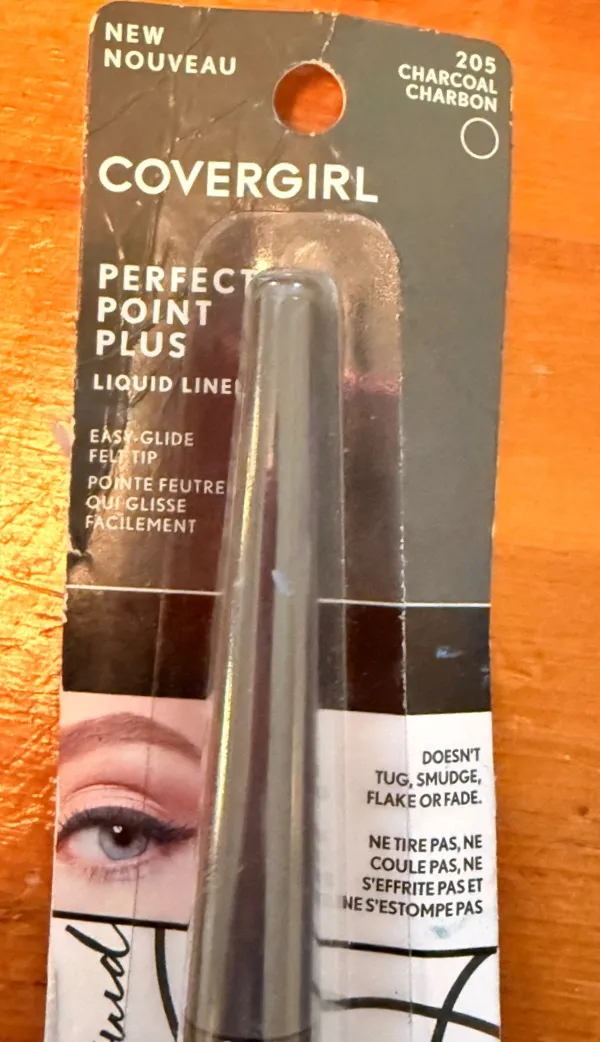 NEW
NOUVEAU
205
CHARCOAL
CHARBON
COVERGIRL
PERFECT
POINT
PLUS
LIQUID LINE
EASY-GLIDE
FELT TIP
POINTE FEUTRE
QUI GLISSE
FACILEMENT
DOESN'T
TUG, SMUDGE,
FLAKE OR FADE.
NE TIRE PAS, NE
COULE PAS, NE
S'EFFRITE PAS ET
NE S'ESTOMPE PAS